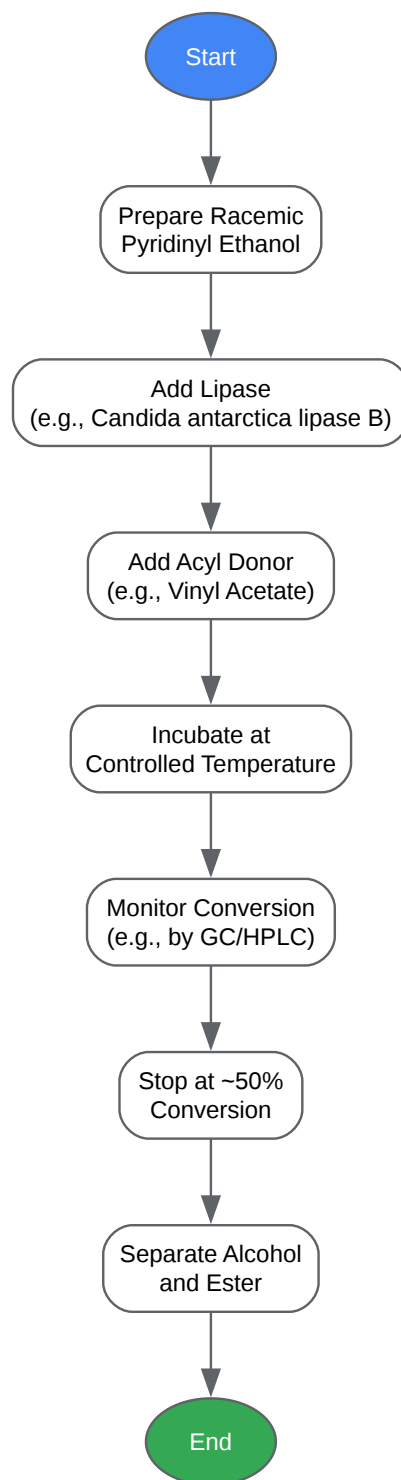 Start
Prepare Racemic
Pyridinyl Ethanol
Add Lipase
(e.g., Candida antarctica lipase B)
Add Acyl Donor
(e.g., Vinyl Acetate)
Incubate at
Controlled Temperature
Monitor Conversion
(e.g., by GC/HPLC)
Stop at ~50%
Conversion
Separate Alcohol
and Ester
End